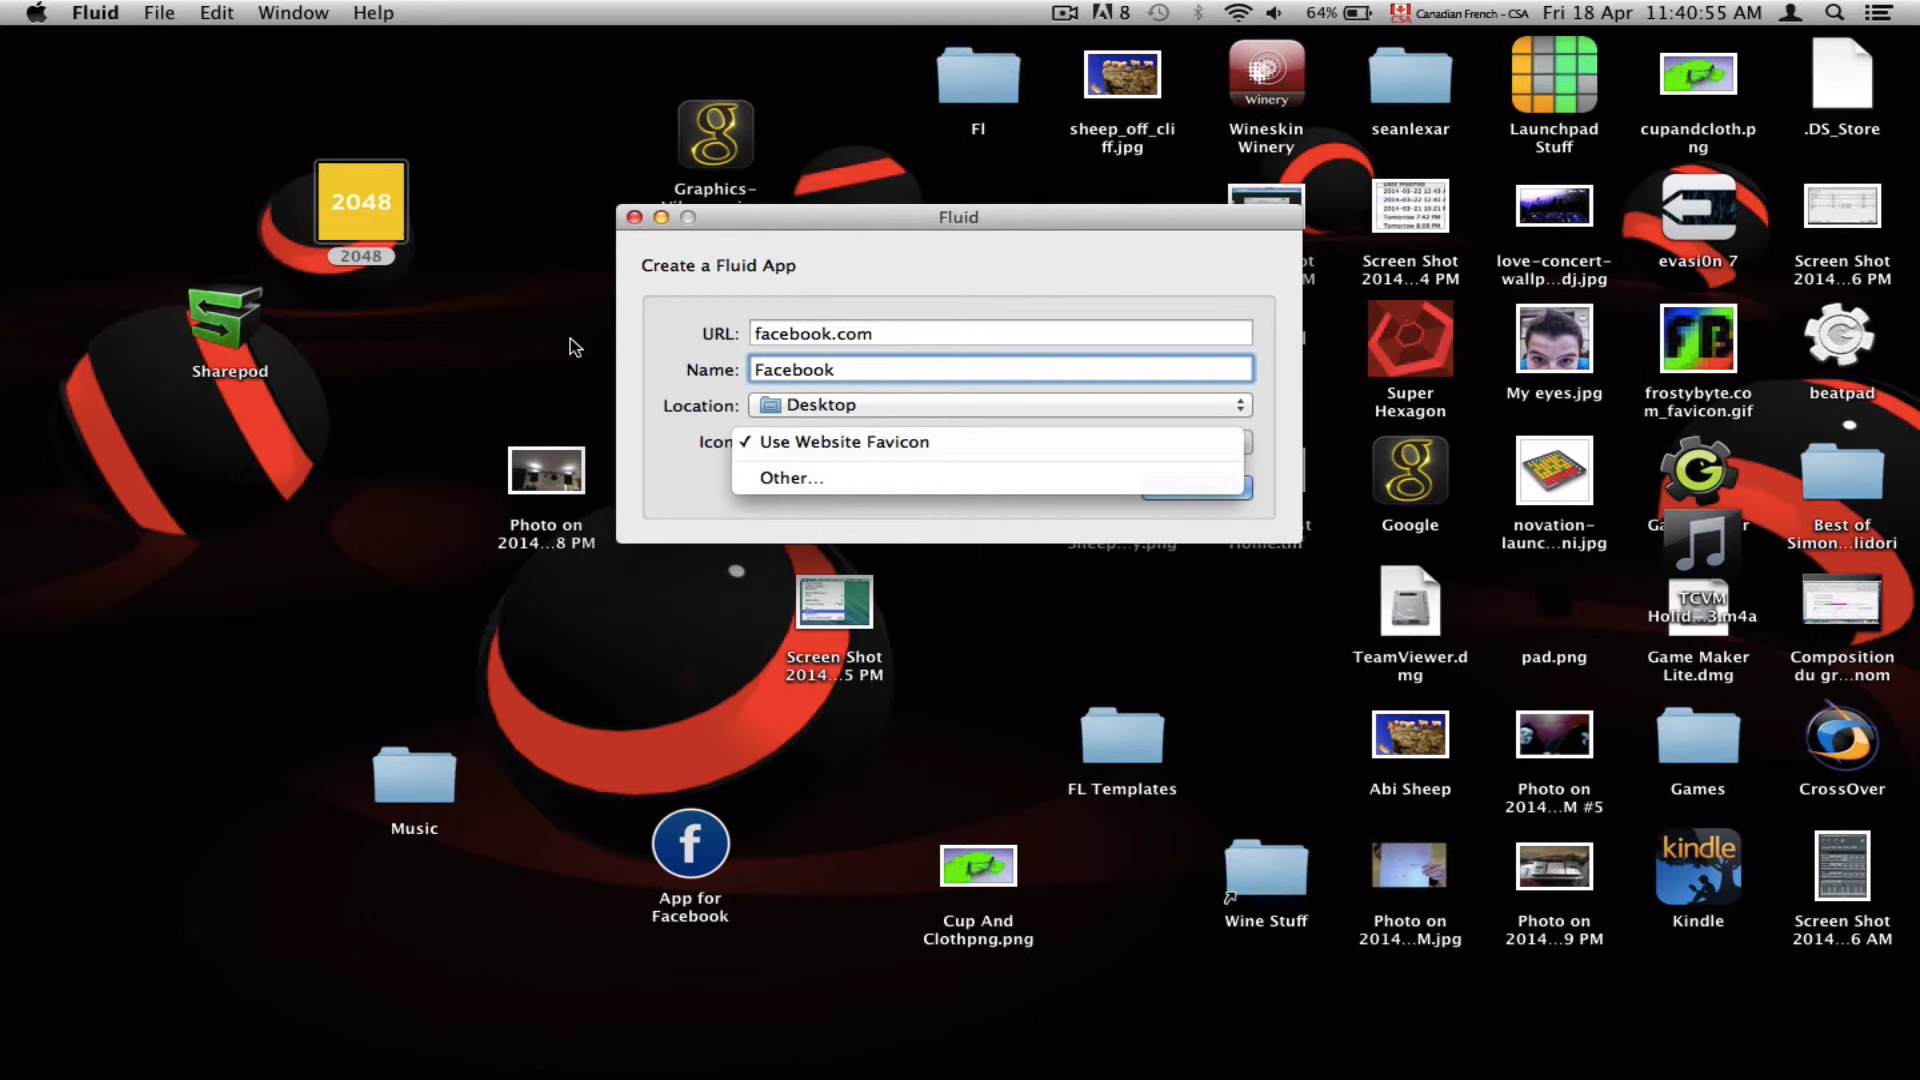 Fluid File Edit Window Help
8 64% Canadian French - CSA Fri 18 Apr 11:40:55 AM
Fl
sheep_off_cli
ff.jpg
Winery
Wineskin
Winery
seanlexar
Launchpad
Stuff
cupandcloth.p
ng
.DS_Store
2048
2048
Graphics-
Sharepod
Screen Shot
2014...4 PM
love-concert-
wallp...dj.jpg
evasi0n 7
Screen Shot
2014...6 PM
Fluid
Create a Fluid App
URL: facebook.com
Name: Facebook
Location: Desktop
Icon
✓ Use Website Favicon
Other...
Super
Hexagon
My eyes.jpg
frostybyte.co
m_favicon.gif
beatpad
Photo on
2014...8 PM
Google
novation-
launc...ni.jpg
Best of
Simon...lidori
Screen Shot
2014...5 PM
TeamViewer.d
mg
pad.png
TCVM
Holid...3.m4a
Game Maker
Lite.dmg
Composition
du gr...nom
Music
FL Templates
Abi Sheep
Photo on
2014...M #5
Games
CrossOver
App for
Facebook
Cup And
Clothpng.png
Wine Stuff
Photo on
2014...M.jpg
Photo on
2014...9 PM
kindle
Kindle
Screen Shot
2014...6 AM